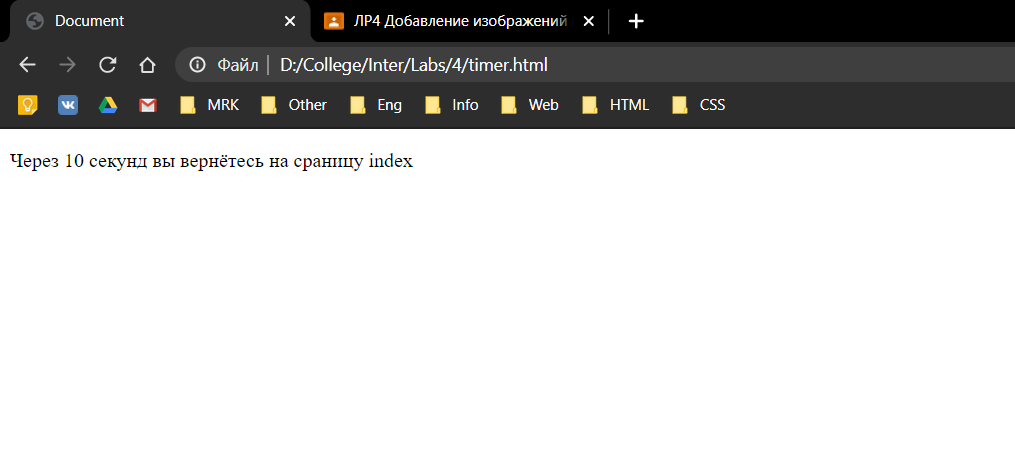 Document
ЛР4 Добавление изображений
Файл | D:/College/Inter/Labs/4/timer.html
MRK Other Eng Info Web HTML CSS
Через 10 секунд вы вернётесь на сраницу index